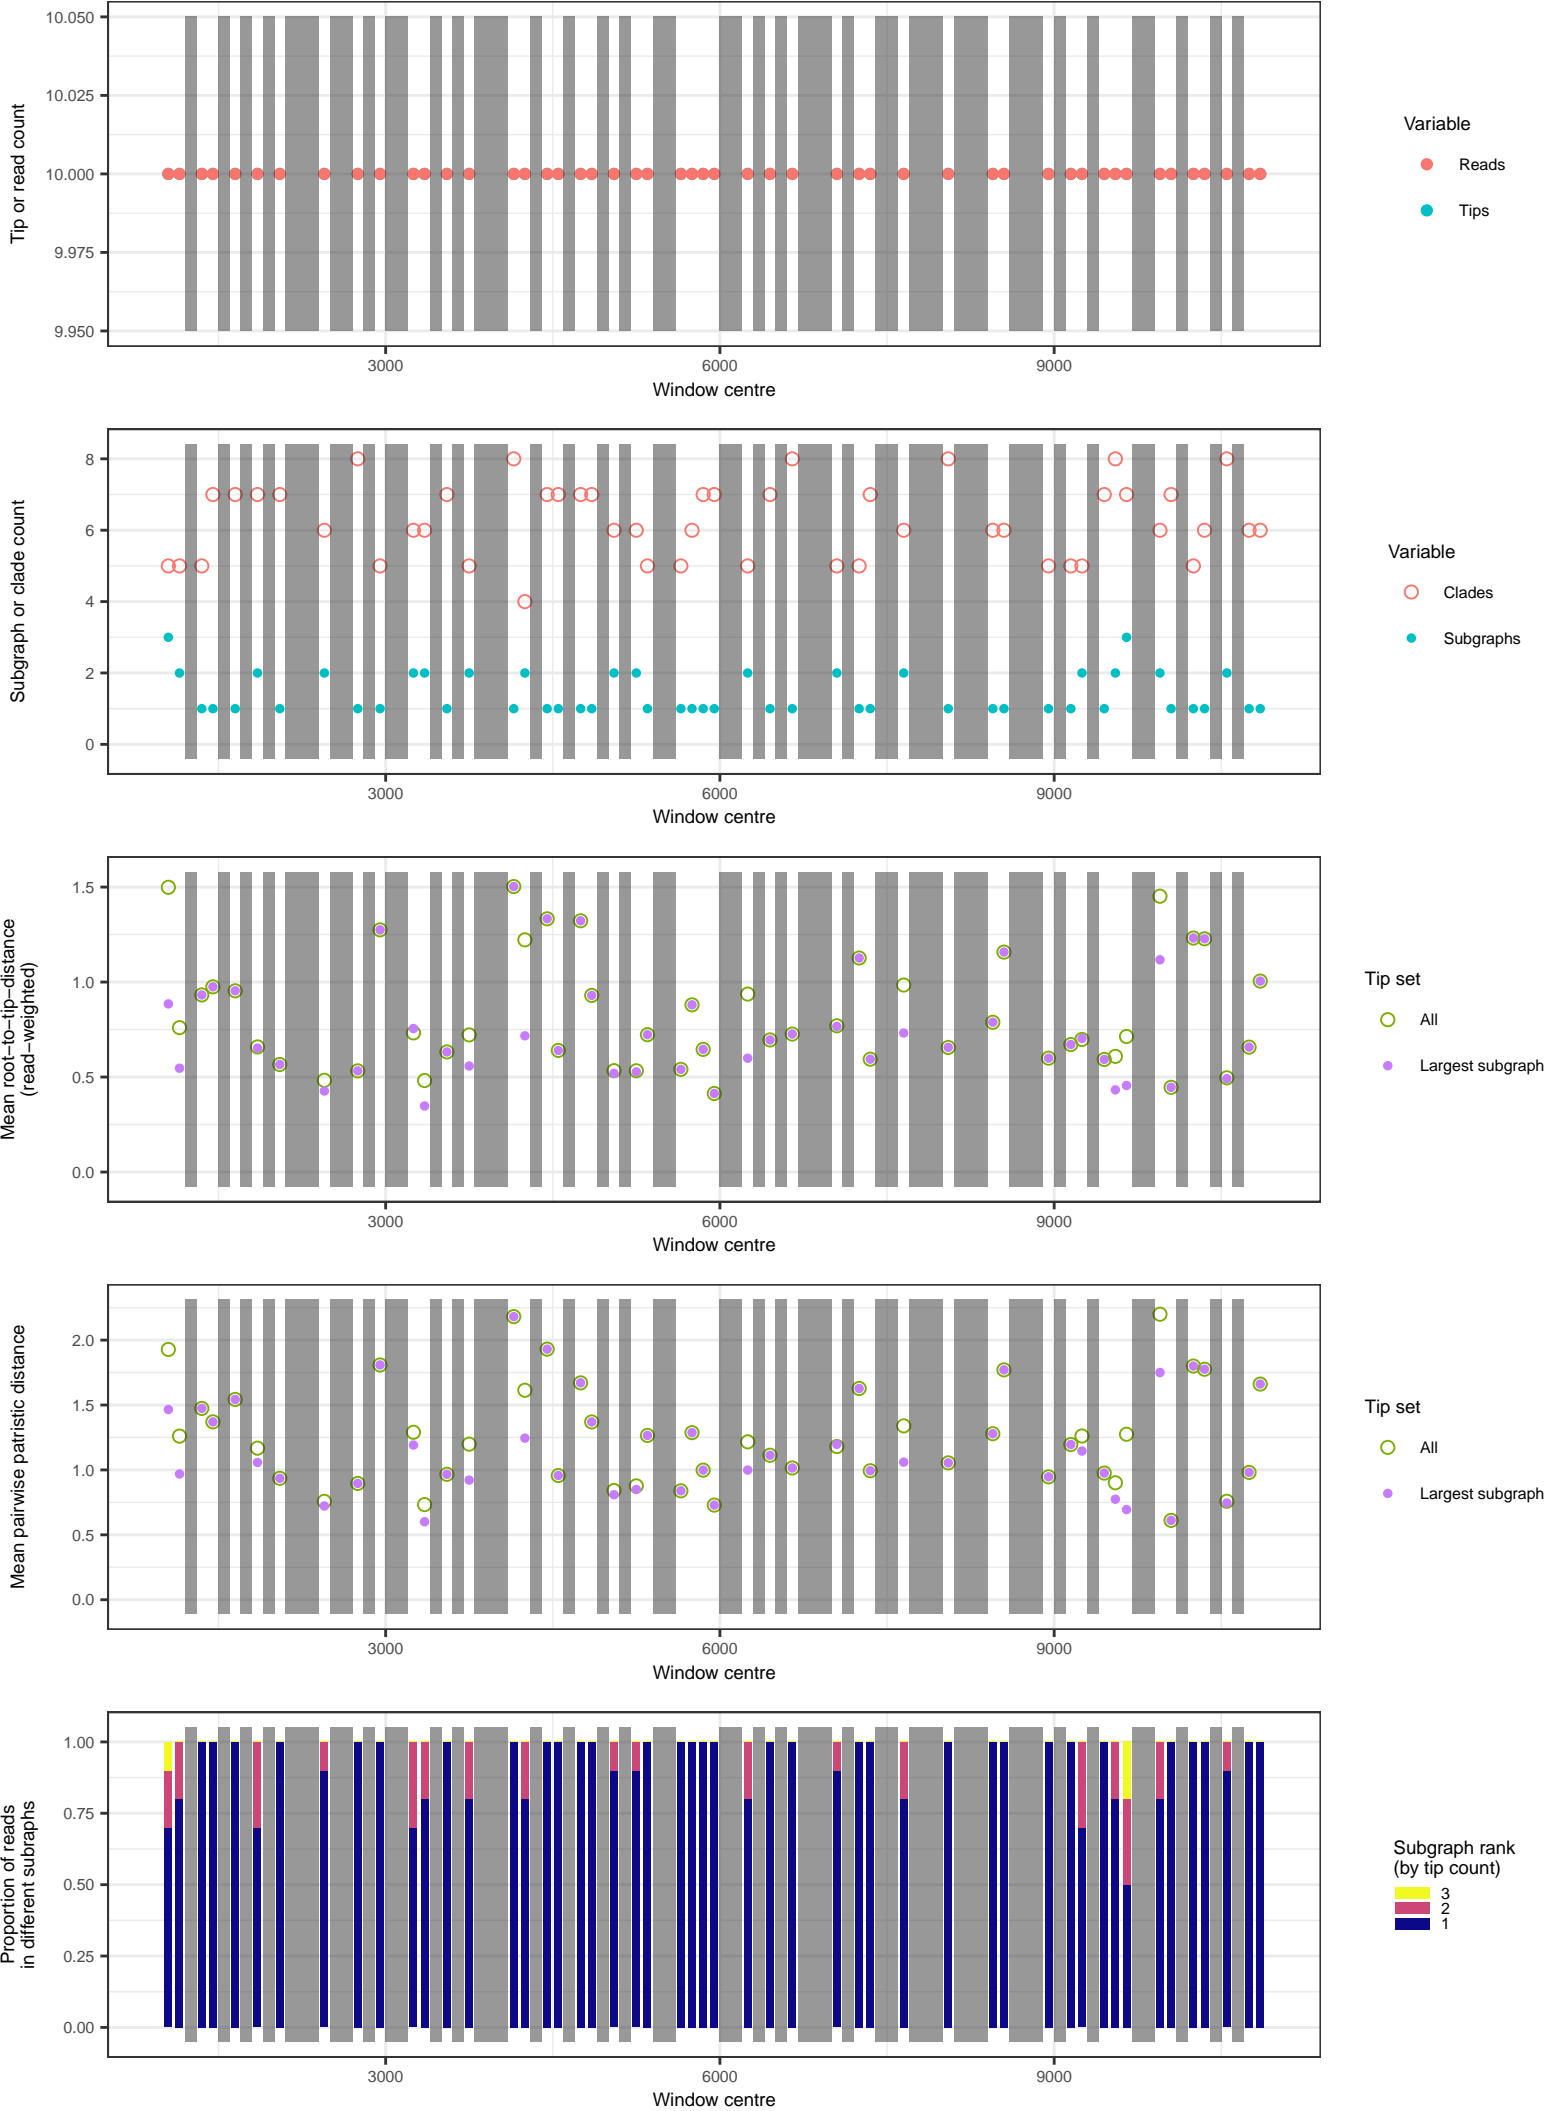 10.050
10.025
10.000
9.975
9.950
Tip or read count
3000
6000
9000
Window centre
Variable
Reads
Tips
8
6
4
2
0
Subgraph or clade count
3000
6000
9000
Window centre
Variable
Clades
Subgraphs
1.5
1.0
0.5
0.0
Mean root−to−tip−distance
(read−weighted)
3000
6000
9000
Window centre
Tip set
All
Largest subgraph
2.0
1.5
1.0
0.5
0.0
Mean pairwise patristic distance
3000
6000
9000
Window centre
Tip set
All
Largest subgraph
1.00
0.75
0.50
0.25
0.00
Proportion of reads
in different subraphs
3000
6000
9000
Window centre
Subgraph rank
(by tip count)
3
2
1